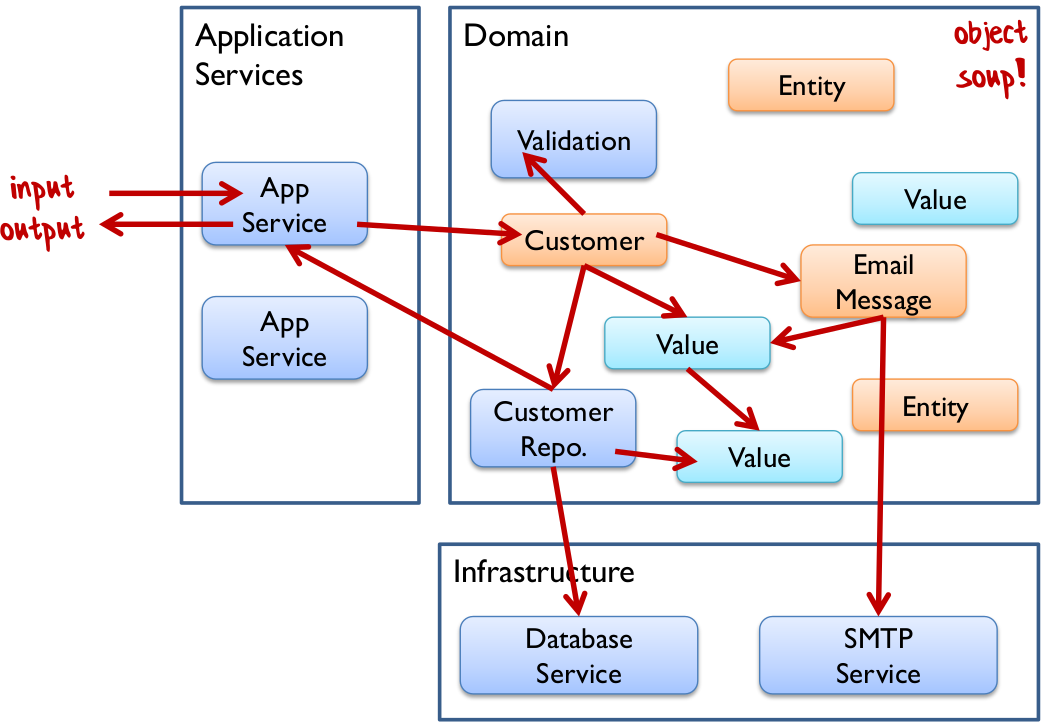 Application
Services
Domain
object
soup!
Entity
Validation
input
output
App
Service
Value
Customer
Email
Message
App
Service
Value
Customer
Repo.
Entity
Value
Infrastructure
Database
Service
SMTP
Service